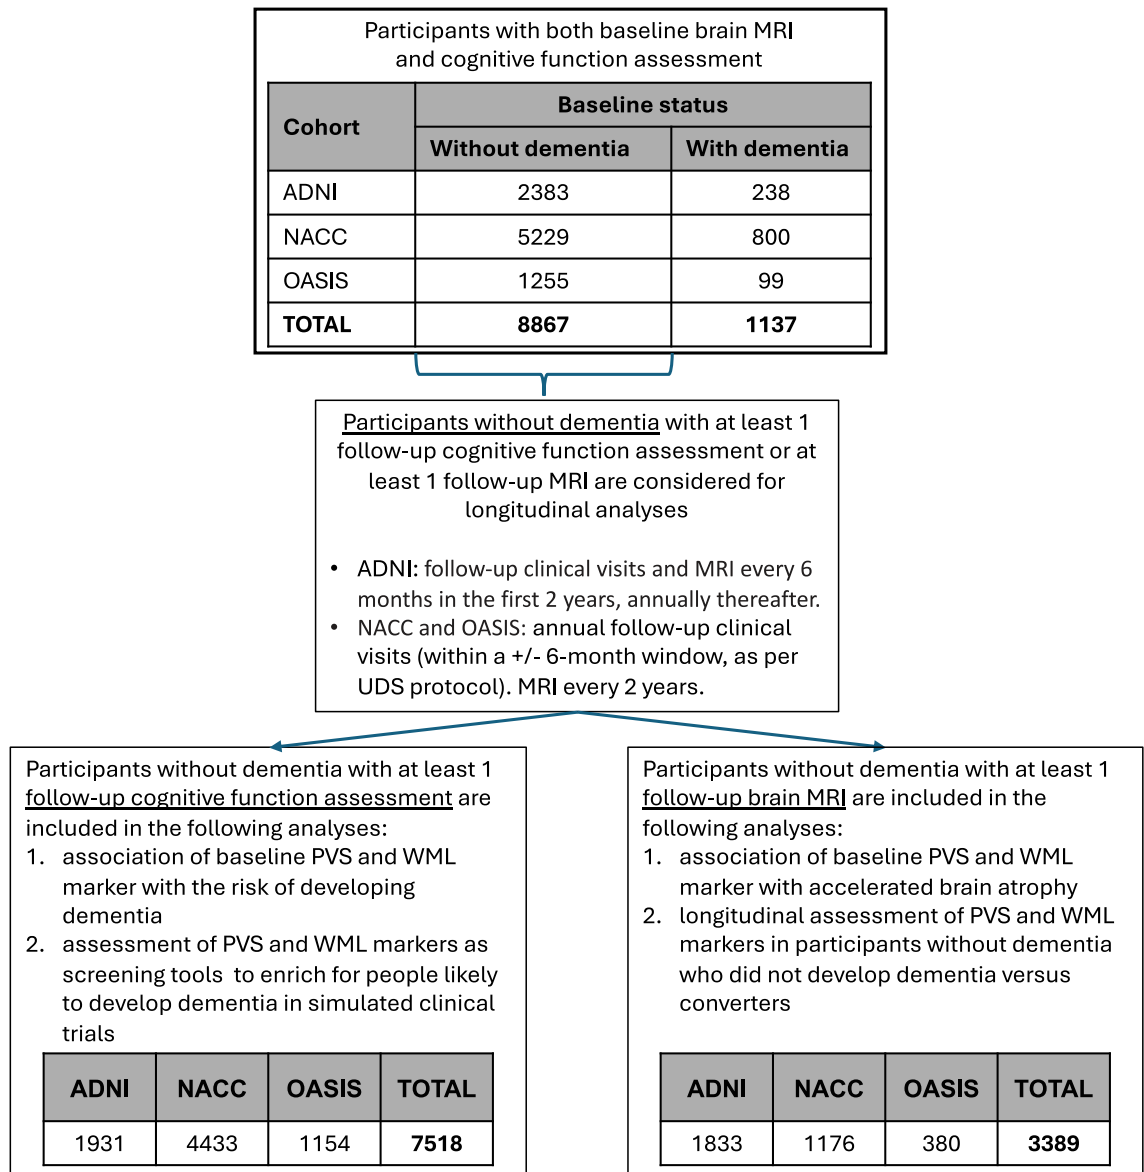 Participants with both baseline brain MRI
and cognitive function assessment
Cohort
Baseline status
Without dementia With dementia
ADNI 2383 238
NACC 5229 800
OASIS 1255 99
TOTAL 8867 1137
Participants without dementia with at least 1
follow-up cognitive function assessment or at
least 1 follow-up MRI are considered for
longitudinal analyses
• ADNI: follow-up clinical visits and MRI every 6
months in the first 2 years, annually thereafter.
• NACC and OASIS: annual follow-up clinical
visits (within a +/- 6-month window, as per
UDS protocol). MRI every 2 years.
Participants without dementia with at least 1
follow-up cognitive function assessment are
included in the following analyses:
1. association of baseline PVS and WML
marker with the risk of developing
dementia
2. assessment of PVS and WML markers as
screening tools to enrich for people likely
to develop dementia in simulated clinical
trials
ADNI NACC OASIS TOTAL
1931 4433 1154 7518
Participants without dementia with at least 1
follow-up brain MRI are included in the
following analyses:
1. association of baseline PVS and WML
marker with accelerated brain atrophy
2. longitudinal assessment of PVS and WML
markers in participants without dementia
who did not develop dementia versus
converters
ADNI NACC OASIS TOTAL
1833 1176 380 3389